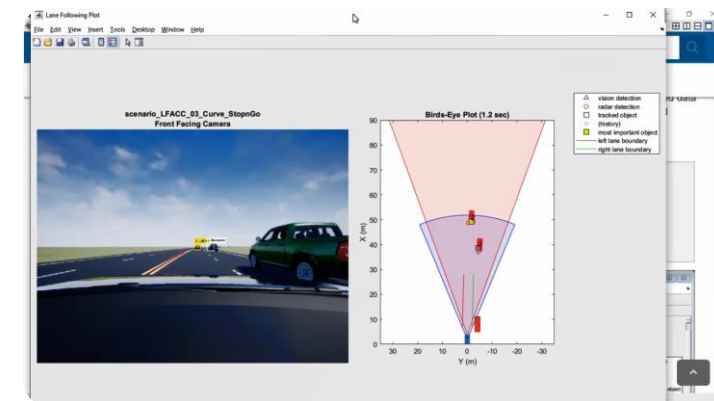 Lane Following Plot
File Edit View Insert Tools Desktop Window Help
scenario_LFACC_03_Curve_StopnGo
Front Facing Camera
Birds-Eye Plot (1.2 sec)
vision detection
radar detection
tracked object
(history)
most important object
left lane boundary
right lane boundary
90
80
70
60
50
40
30
20
10
0
X (m)
30 20 10 0 -10 -20 -30
Y (m)